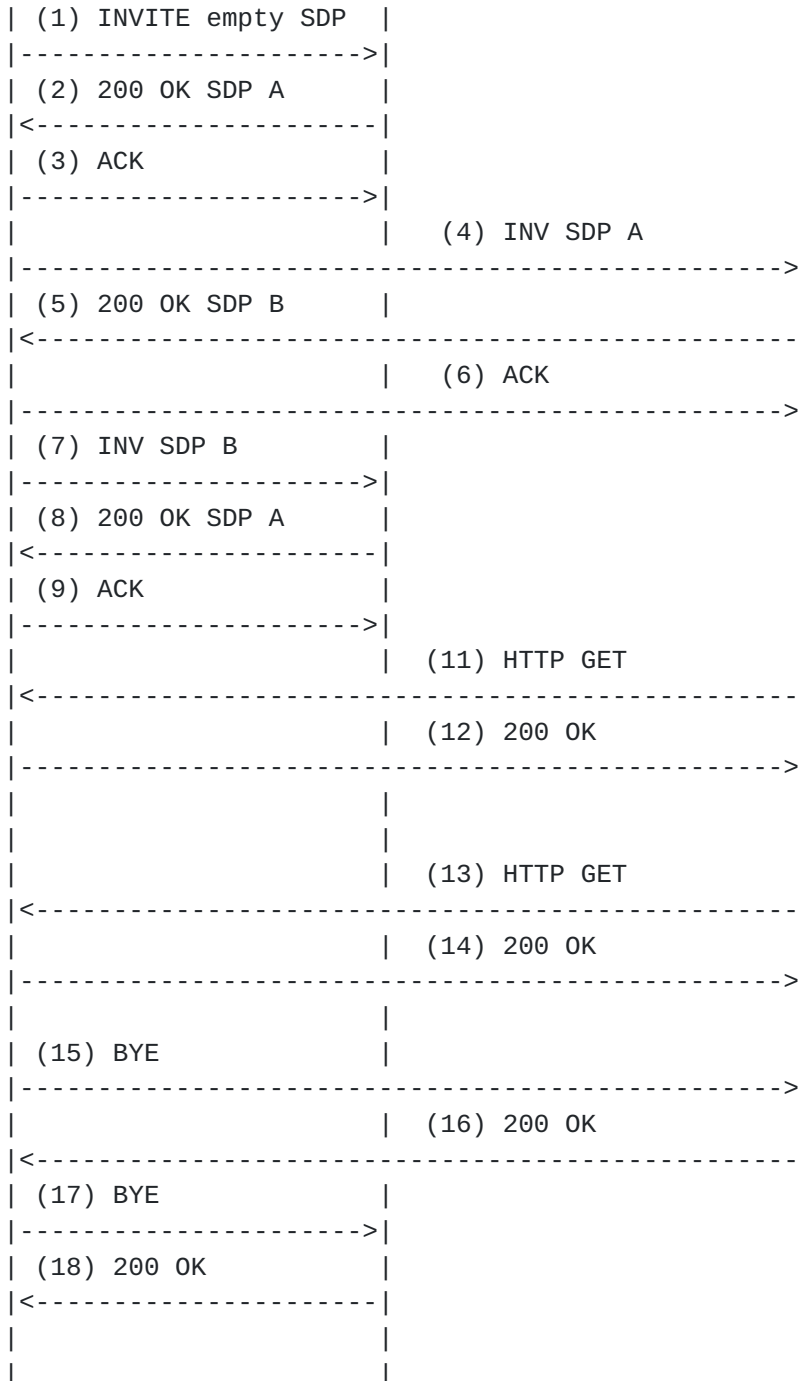 | (1) INVITE empty SDP  |
|---------------------->|
| (2) 200 OK SDP A      |
|<----------------------|
| (3) ACK               |
|---------------------->|
|                       |   (4) INV SDP A
|------------------------------------------------->
| (5) 200 OK SDP B      |
|<-------------------------------------------------
|                       |   (6) ACK
|------------------------------------------------->
| (7) INV SDP B         |
|---------------------->|
| (8) 200 OK SDP A      |
|<----------------------|
| (9) ACK               |
|---------------------->|
|                       |  (11) HTTP GET
|<-------------------------------------------------
|                       |  (12) 200 OK
|------------------------------------------------->
|                       |
|                       |
|                       |  (13) HTTP GET
|<-------------------------------------------------
|                       |  (14) 200 OK
|------------------------------------------------->
|                       |
| (15) BYE              |
|------------------------------------------------->
|                       |  (16) 200 OK
|<-------------------------------------------------
| (17) BYE              |
|---------------------->|
| (18) 200 OK           |
|<----------------------|
|                       |
|                       |